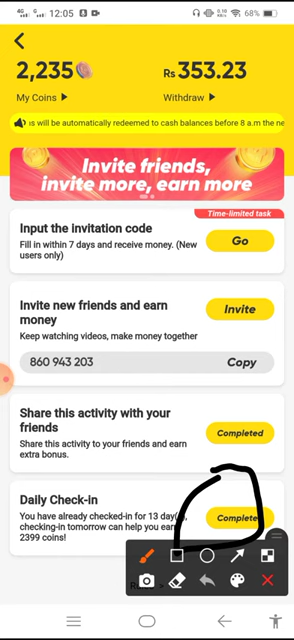 4G G 12:05 0.10 KB/s 68%
2,235 Rs 353.23
My Coins Withdraw
is will be automatically redeemed to cash balances before 8 a.m the ne
Invite friends,
invite more, earn more
Time-limited task
Input the invitation code
Fill in within 7 days and receive money. (New
users only)
Go
Invite new friends and earn
money
Keep watching videos, make money together
Invite
860 943 203 Copy
Share this activity with your
friends
Share this activity to your friends and earn
extra bonus.
Completed
Daily Check-in
You have already checked-in for 13 day(
checking-in tomorrow can help you
2399 coins!
Complete